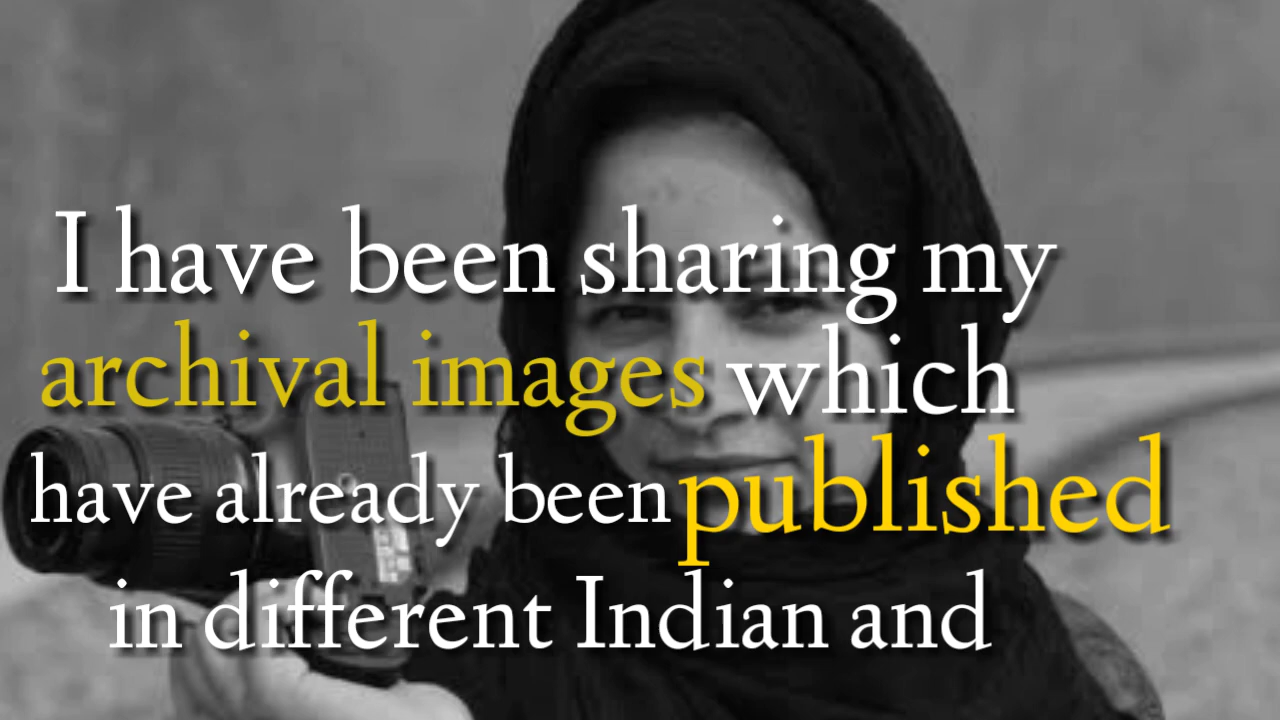 I have been sharing my
archival images which
have already been published
in different Indian and